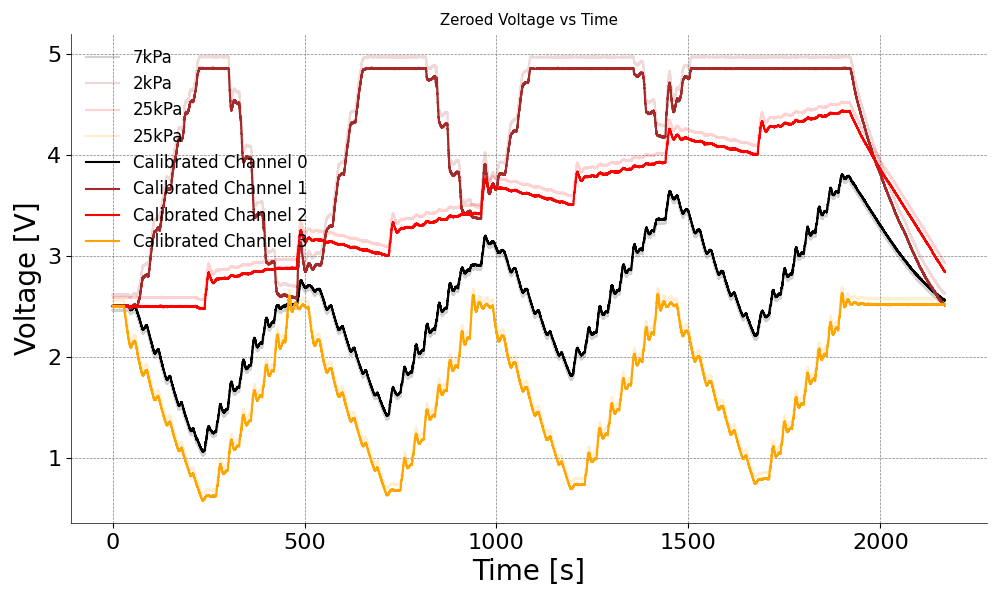 Zeroed Voltage vs Time
Voltage [V]
5
4
3
2
1
7kPa
2kPa
25kPa
25kPa
Calibrated Channel 0
Calibrated Channel 1
Calibrated Channel 2
Calibrated Channel 3
0
500
1000
1500
2000
Time [s]